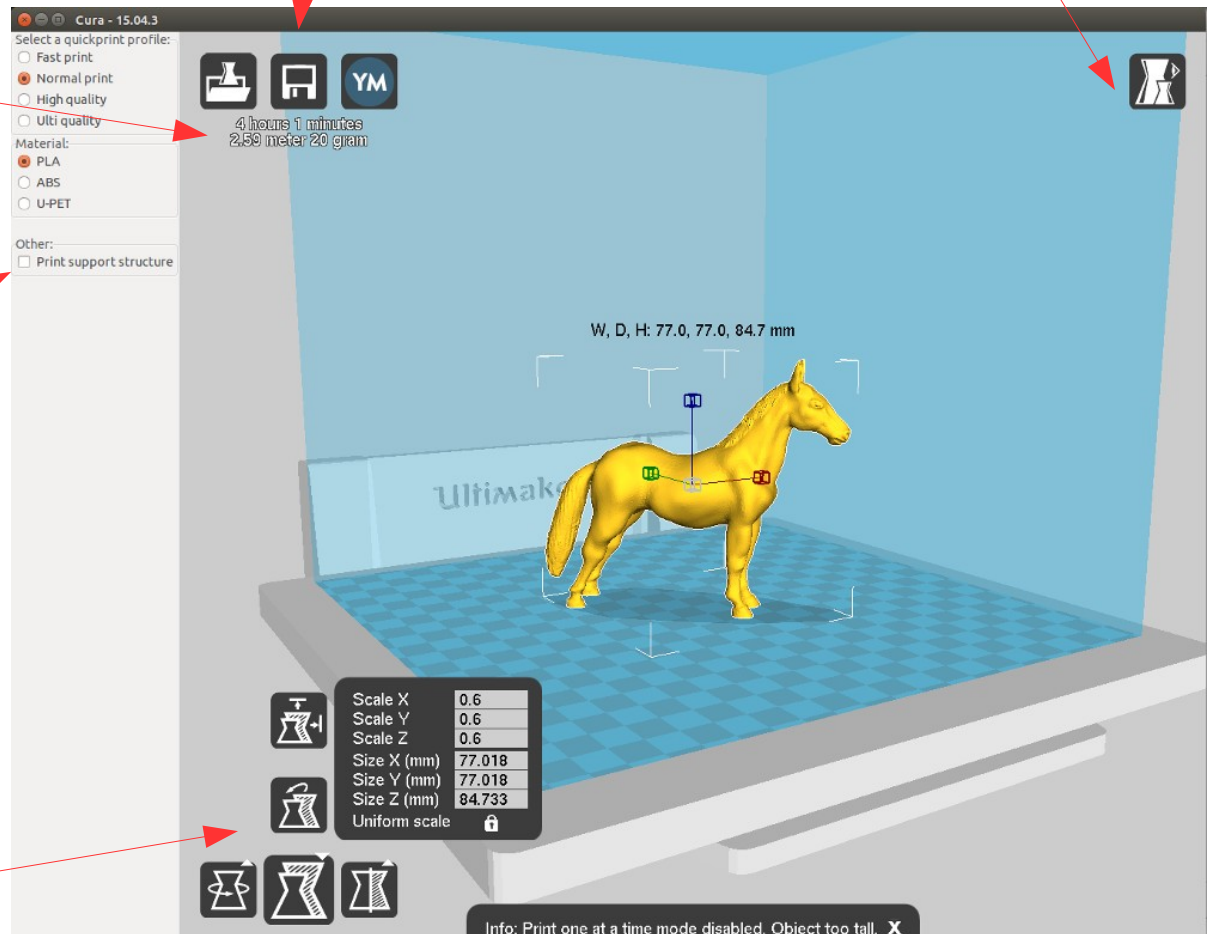 Cura - 15.04.3
Select a quickprint profile:
Fast print
Normal print
High quality
Ulti quality
Material:
PLA
ABS
U-PET
Other:
Print support structure
YM
4 hours 1 minutes
2.59 meter 20 gram
W, D, H: 77.0, 77.0, 84.7 mm
Ultimake
Scale X 0.6
Scale Y 0.6
Scale Z 0.6
Size X (mm) 77.018
Size Y (mm) 77.018
Size Z (mm) 84.733
Uniform scale
Info: Print one at a time mode disabled. Object too tall. X